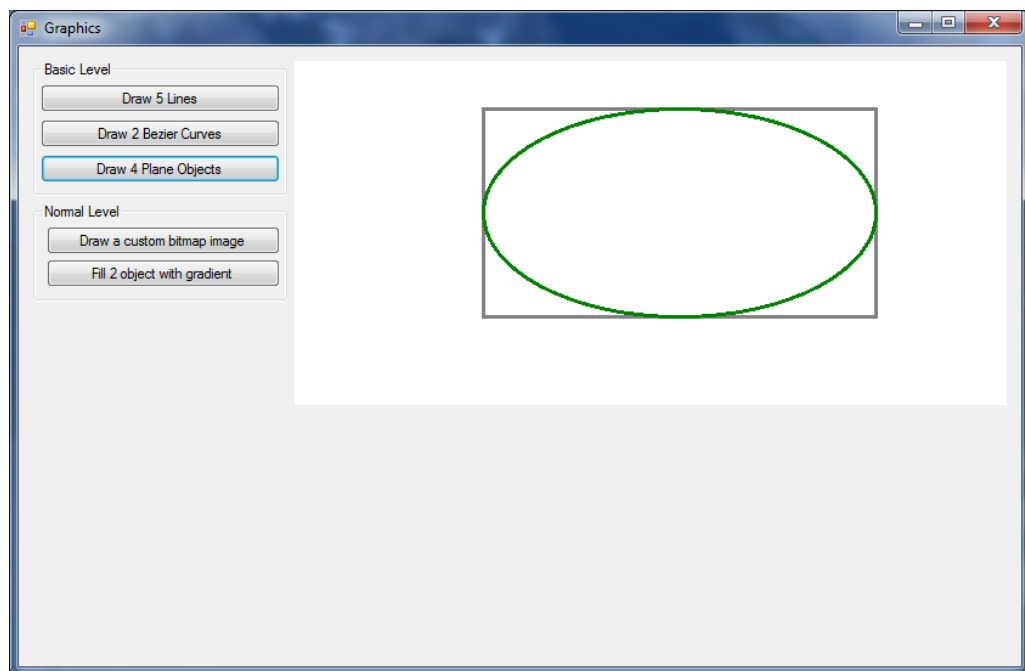 Graphics
Basic Level
Draw 5 Lines
Draw 2 Bezier Curves
Draw 4 Plane Objects
Normal Level
Draw a custom bitmap image
Fill 2 object with gradient